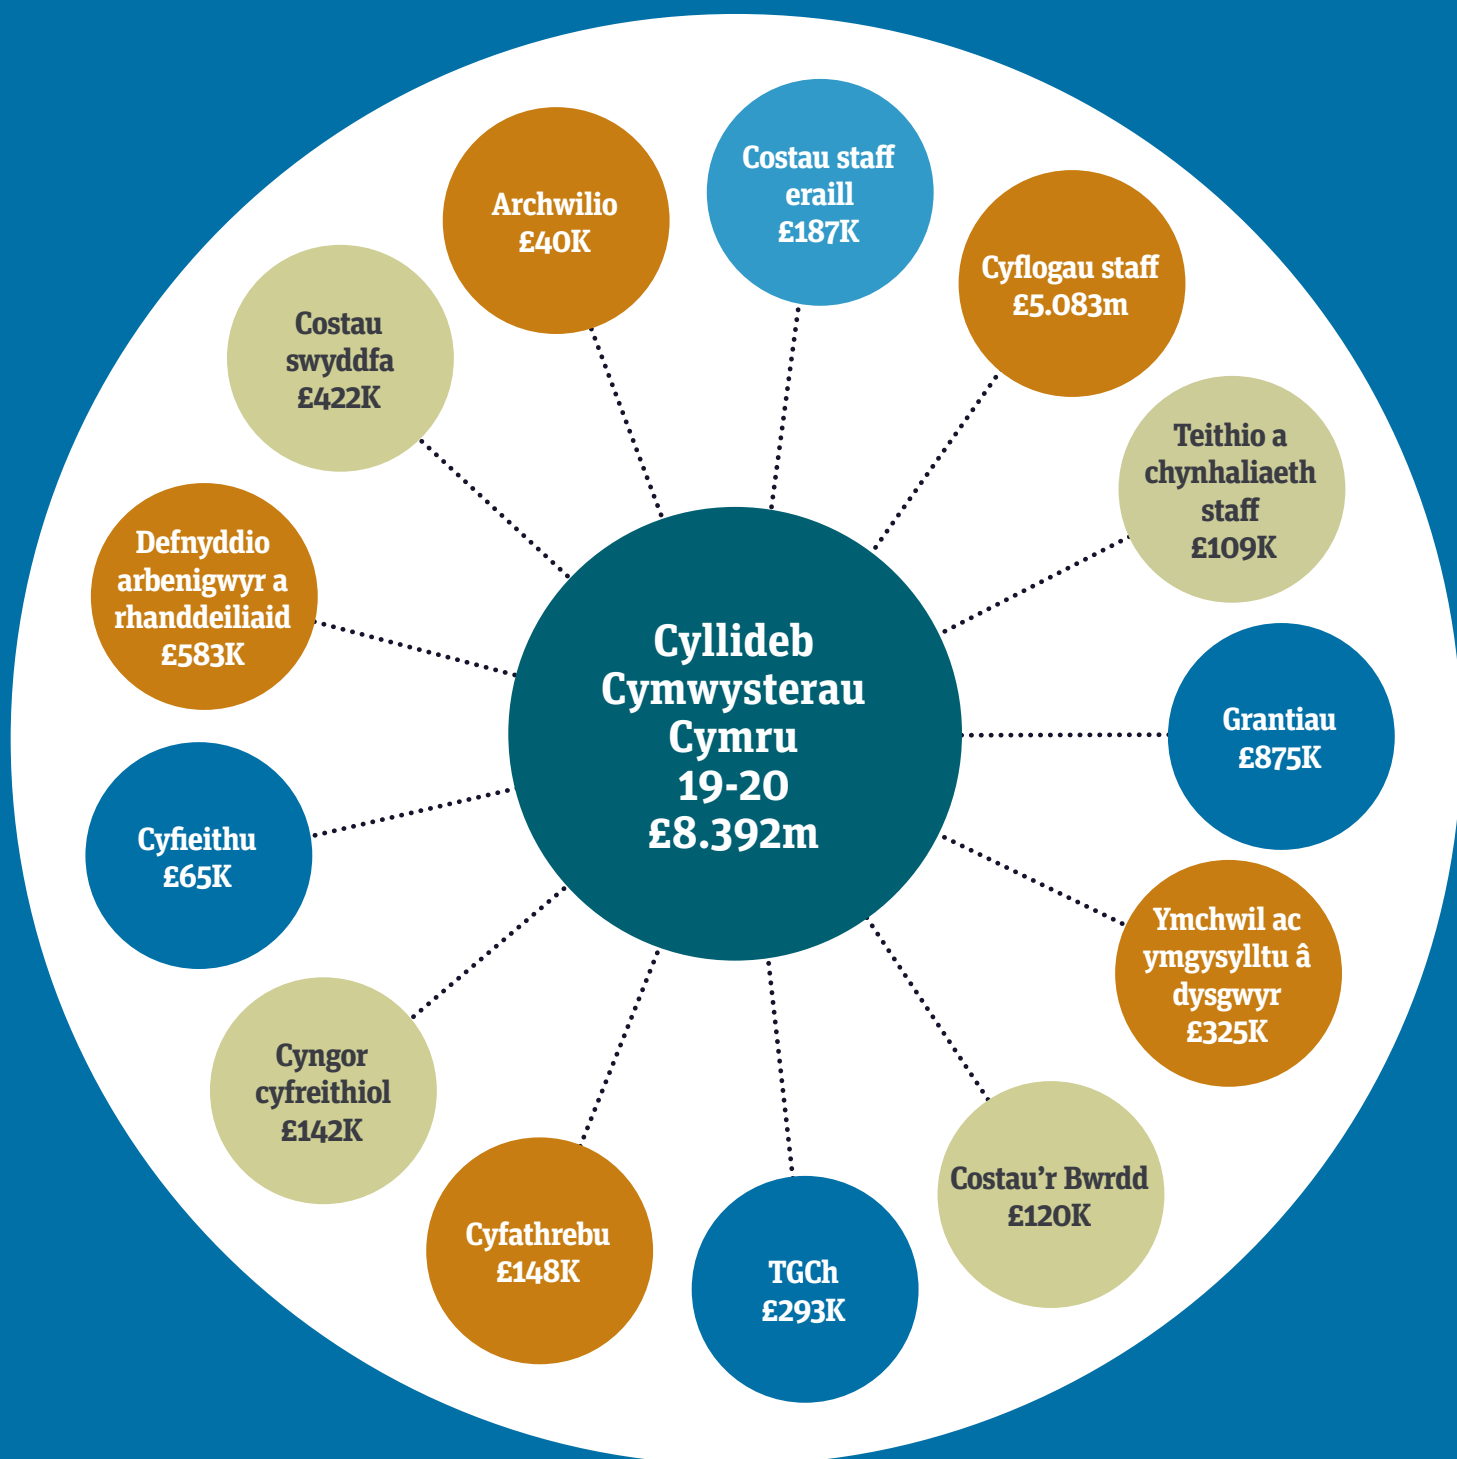 Costau staff
eraill
£187K
Cyflogau staff
£5.083m
Teithio a
chynhaliaeth
staff
£109K
Grantiau
£875K
Ymchwil ac
ymgysylltu â
dysgwyr
£325K
Costau’r Bwrdd
£120K
TGCh
£293K
Cyfathrebu
£148K
Cyngor
cyfreithiol
£142K
Cyfieithu
£65K
Defnyddio
arbenigwyr a
rhanddeiliaid
£583K
Costau
swyddfa
£422K
Archwilio
£40K
Cyllideb
Cymwysterau
Cymru
19-20
£8.392m